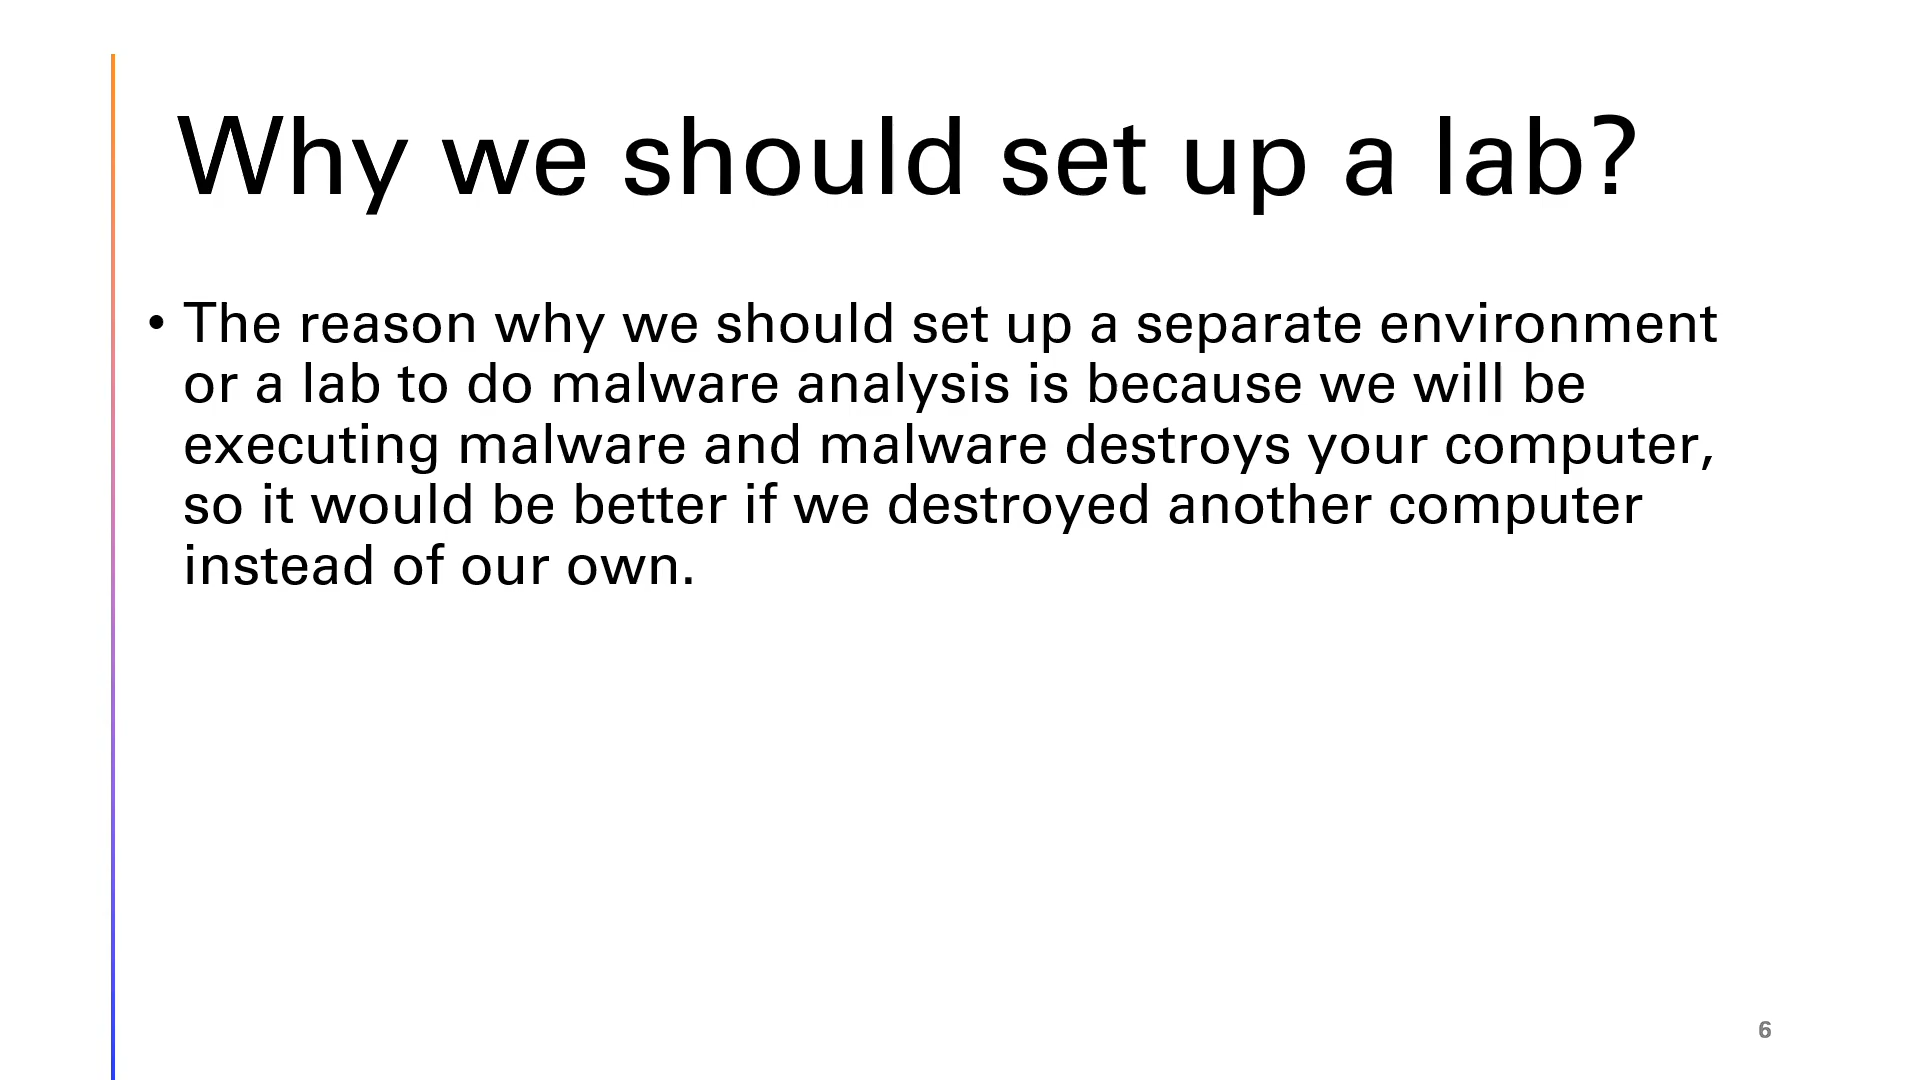 Why we should set up a lab?
• The reason why we should set up a separate environment
or a lab to do malware analysis is because we will be
executing malware and malware destroys your computer,
so it would be better if we destroyed another computer
instead of our own.
6